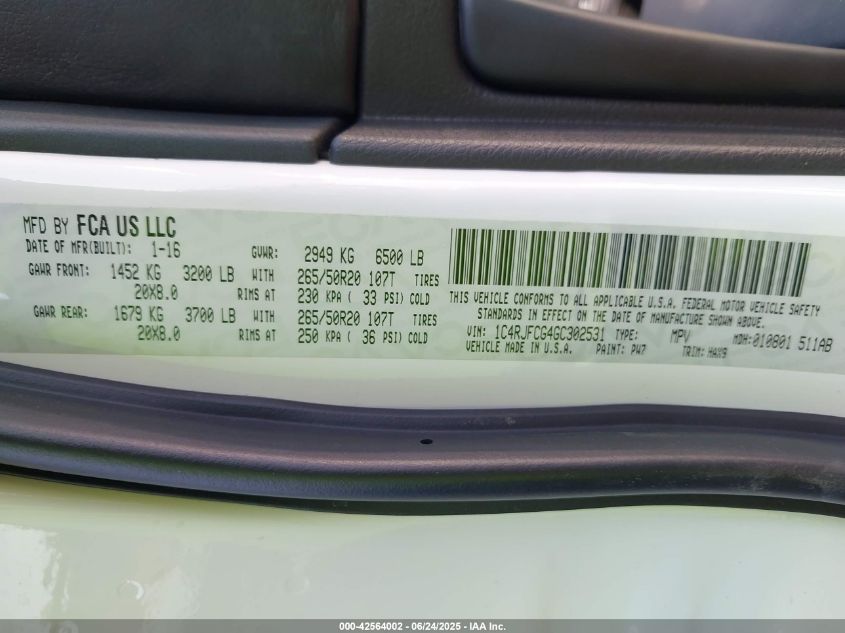 MFD BY FCA US LLC
DATE OF MFR(BUILT): 1-16 GVWR: 2949 KG 6500 LB
GAWR FRONT: 1452 KG 3200 LB WITH 265/50R20 107T TIRES
20X8.0 RIMS AT 230 KPA ( 33 PSI) COLD
GAWR REAR: 1679 KG 3700 LB WITH 265/50R20 107T TIRES
20X8.0 RIMS AT 250 KPA ( 36 PSI) COLD
THIS VEHICLE CONFORMS TO ALL APPLICABLE U.S.A. FEDERAL MOTOR VEHICLE SAFETY
STANDARDS IN EFFECT ON THE DATE OF MANUFACTURE SHOWN ABOVE.
VIN: 1C4RJFCG4GC302531 TYPE: MPV MDH:010801 511AB
VEHICLE MADE IN U.S.A. PAINT: PW7 TRIM: HAX9
000-42564002 - 06/24/2025 - IAA Inc.